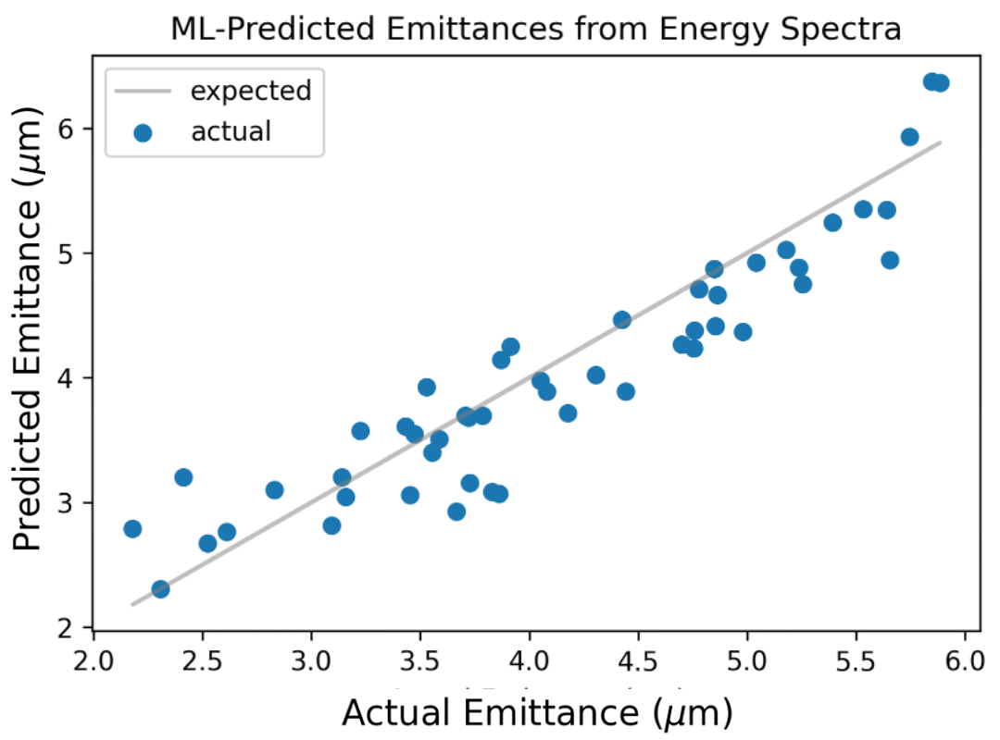 ML-Predicted Emittances from Energy Spectra
expected
actual
Predicted Emittance (μm)
6
5
4
3
2
2.0 2.5 3.0 3.5 4.0 4.5 5.0 5.5 6.0
Actual Emittance (μm)